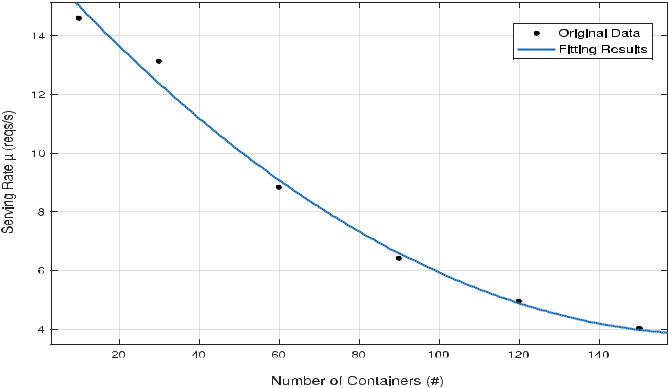 14
12
10
8
6
4
Serving Rate μ (reqs/s)
Original Data
Fitting Results
20 40 60 80 100 120 140
Number of Containers (#)